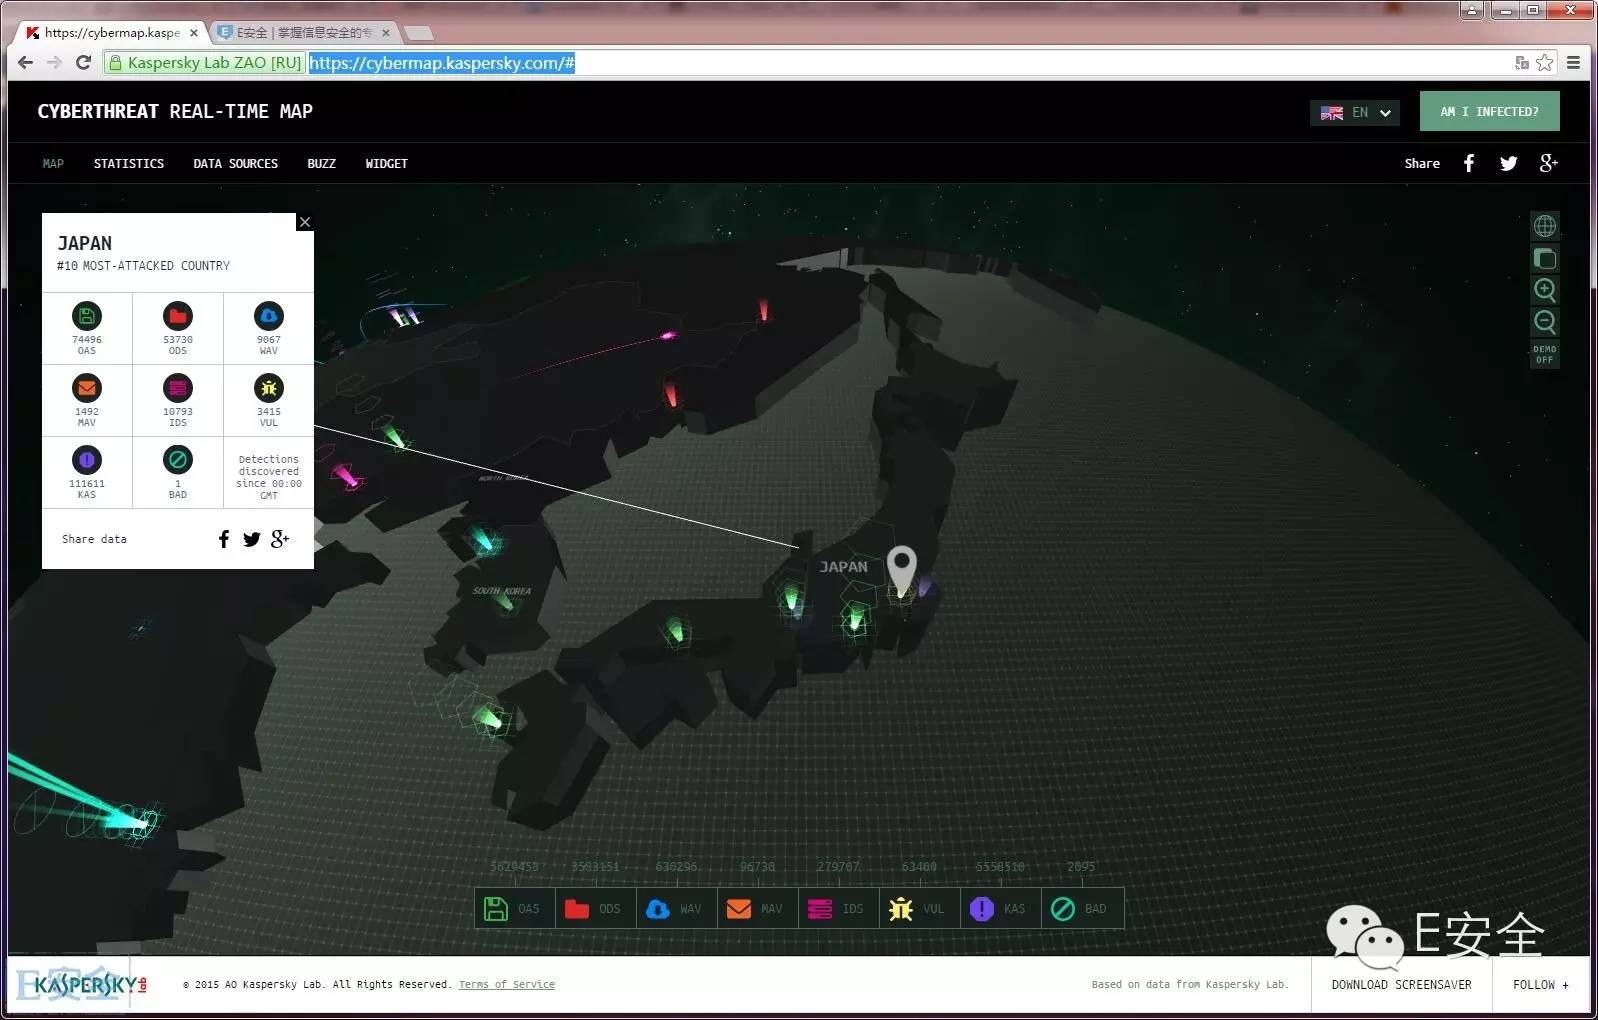 https://cybermap.kaspe
E安全 | 掌握信息安全的专
Kaspersky Lab ZAO [RU]
https://cybermap.kaspersky.com/#
CYBERTHREAT REAL-TIME MAP
EN
AM I INFECTED?
MAP
STATISTICS
DATA SOURCES
BUZZ
WIDGET
Share
JAPAN
#10 MOST-ATTACKED COUNTRY
74496
OAS
53730
ODS
9067
WAV
1492
MAV
10793
IDS
3415
VUL
111611
KAS
1
BAD
Detections
discovered
since 00:00
GMT
Share data
DEMO
OFF
NORTH KOREA
SOUTH KOREA
JAPAN
630296
96730
279707
2095
OAS
ODS
WAV
MAV
IDS
VUL
KAS
BAD
E安全
E安全
KASPERSKY lab
© 2015 AO Kaspersky Lab. All Rights Reserved. Terms of Service
Based on data from Kaspersky Lab.
DOWNLOAD SCREENSAVER
FOLLOW +